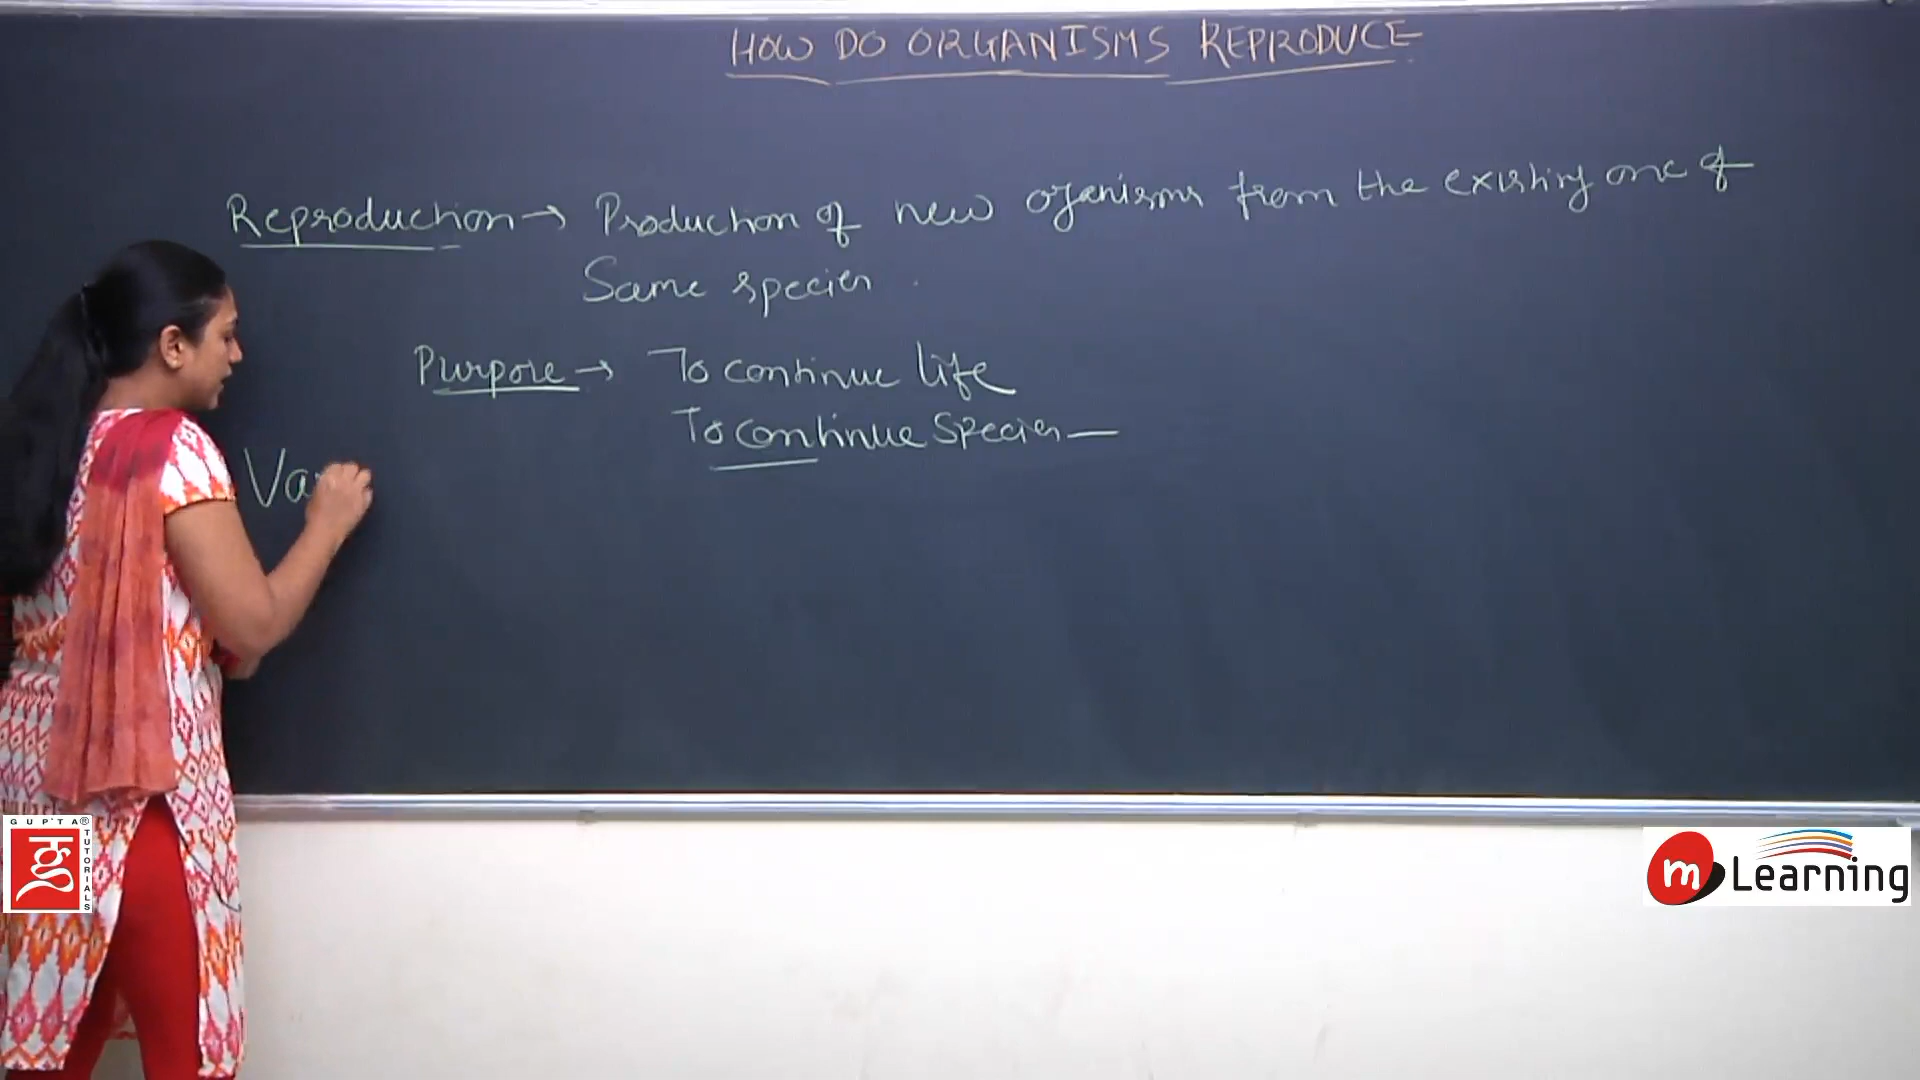 HOW DO ORGANISMS REPRODUCE
Reproduction → Production of new organisms from the existing one of
Same species.
Purpose → To continue life
To continue Species —
Va
GUPTA®
TUTORIALS
m Learning